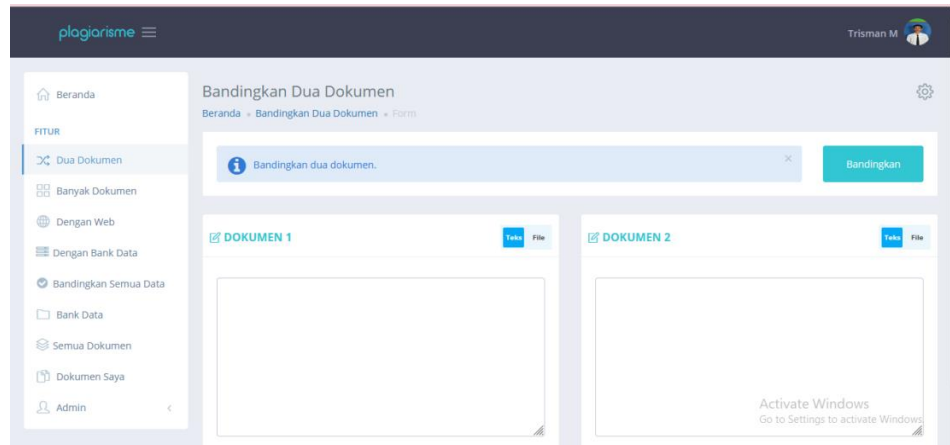 plagiarisme
Trisman M
Beranda
FITUR
Dua Dokumen
Banyak Dokumen
Dengan Web
Dengan Bank Data
Bandingkan Semua Data
Bank Data
Semua Dokumen
Dokumen Saya
Admin
Bandingkan Dua Dokumen
Beranda Bandingkan Dua Dokumen Form
Bandingkan dua dokumen.
Bandingkan
DOKUMEN 1
Teks File
DOKUMEN 2
Teks File
Activate Windows
Go to Settings to activate Windows